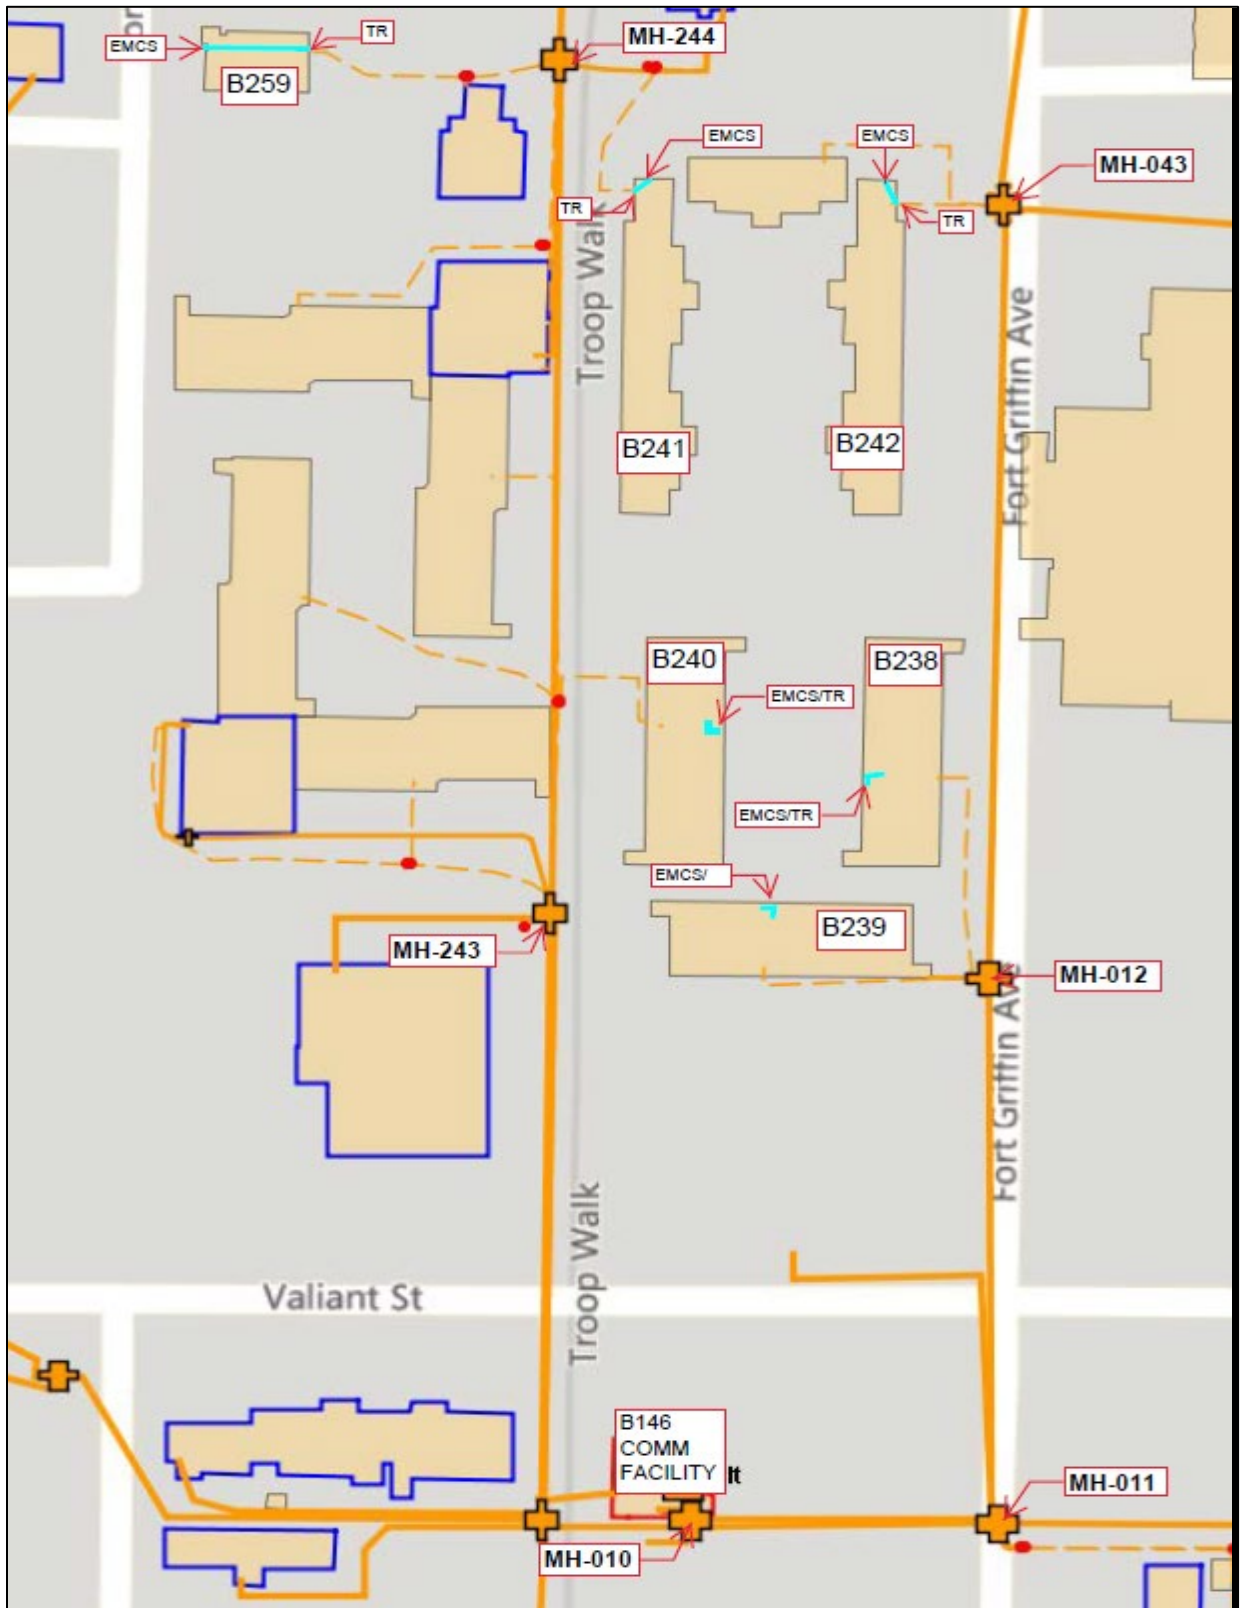 or
MH-244
TR
EMCS
B259
EMCS
EMCS
MH-043
TR
TR
Troop Walk
Fort Griffin Ave
B241
B242
B240
B238
EMCS/TR
EMCS/TR
EMCS/
B239
MH-243
MH-012
Fort Griffin Ave
Troop Walk
Valiant St
B146
COMM
FACILITY
lt
MH-011
MH-010